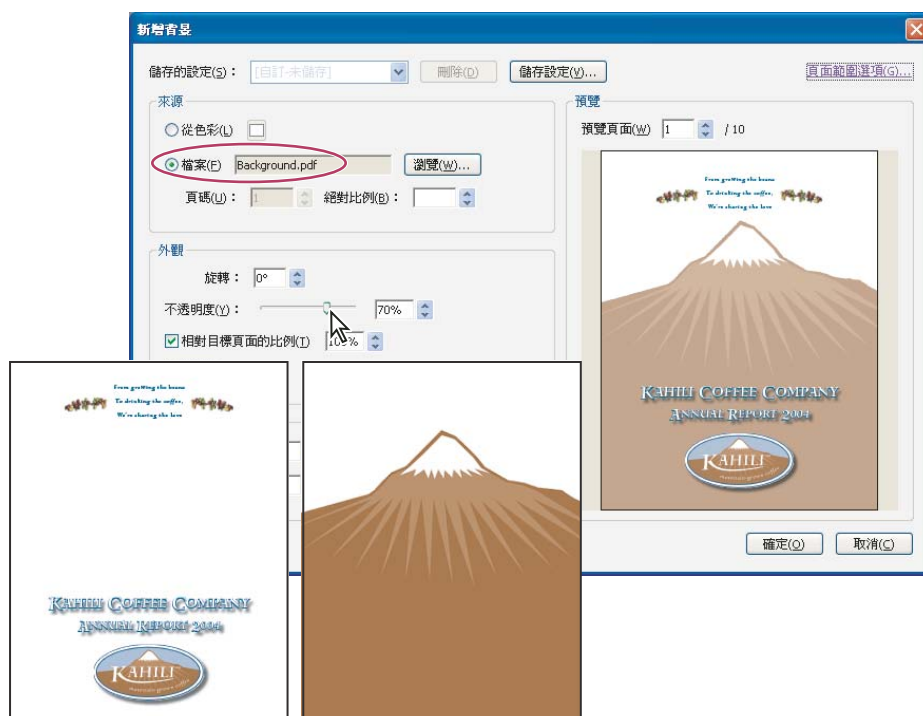 新增背景
儲存的設定(S)： [自訂-未儲存] 刪除(D) 儲存設定(V)... 頁面範圍選項(G)...
來源
從色彩(L)
檔案(F) Background.pdf 瀏覽(W)...
頁碼(U)： 1 絕對比例(B)：
外觀
旋轉： 0°
不透明度(Y)： 70%
相對目標頁面的比例(T)
預覽
預覽頁面(W) 1 / 10
From growing the beans
To drinking the coffee,
We're sharing the love
KAHILI COFFEE COMPANY
ANNUAL REPORT 2004
KAHILI
確定(O) 取消(C)
From growing the beans
To drinking the coffee,
We're sharing the love
KAHILI COFFEE COMPANY
ANNUAL REPORT 2004
KAHILI